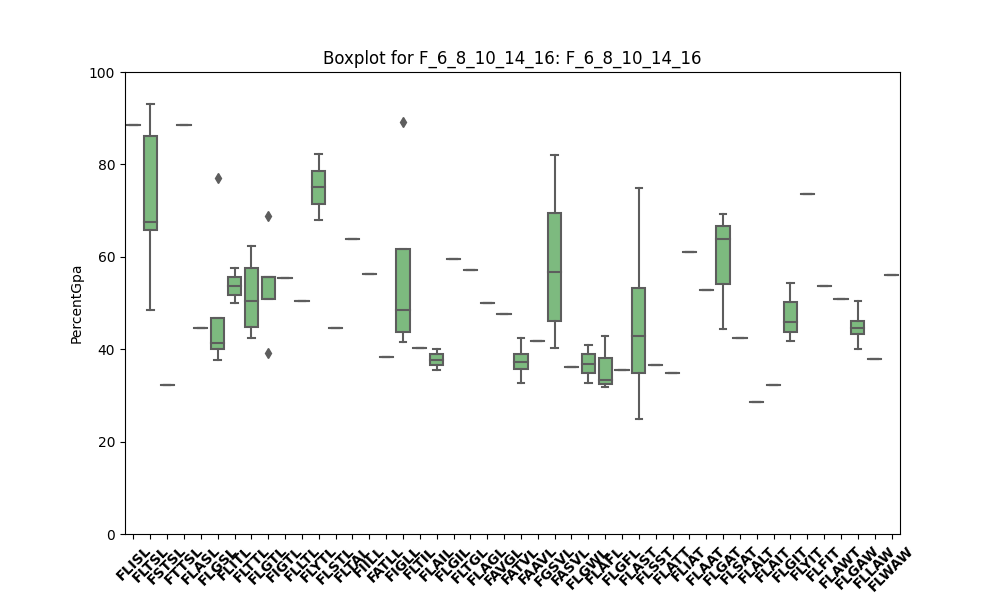 Boxplot for F_6_8_10_14_16: F_6_8_10_14_16
PercentGpa
100
80
60
40
20
0
FLISL
FLTSL
FSTSL
FTTSL
FLASL
FLGSL
FLITL
FLTTL
FLGTL
FIGTL
FLLTL
FLYTL
FLSTL
FLTAL
FIILL
FATLL
FIGLL
FLTIL
FLAIL
FLGIL
FLTGL
FLAGL
FAVGL
FATVL
FAAVL
FGSVL
FASVL
FLGWL
FLAFL
FLGFL
FLAST
FLSST
FLATT
FLIAT
FLAAT
FLGAT
FLSAT
FLALT
FLAIT
FLGIT
FLYIT
FLFIT
FLAWT
FLGAW
FLLAW
FLWAW